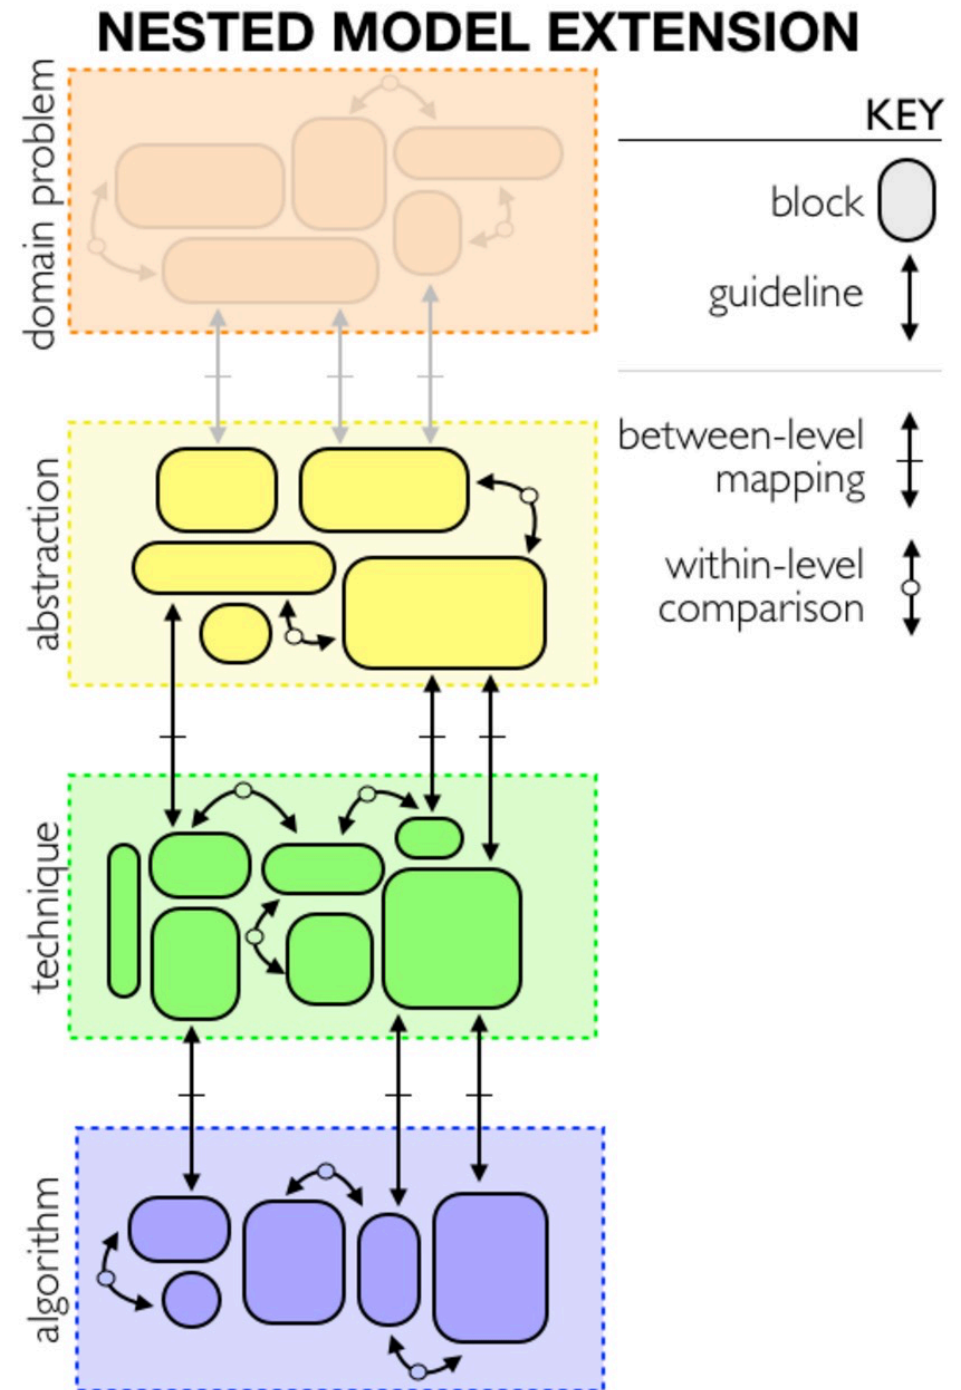 NESTED MODEL EXTENSION
domain problem
KEY
block
guideline
between-level
mapping
within-level
comparison
abstraction
technique
algorithm